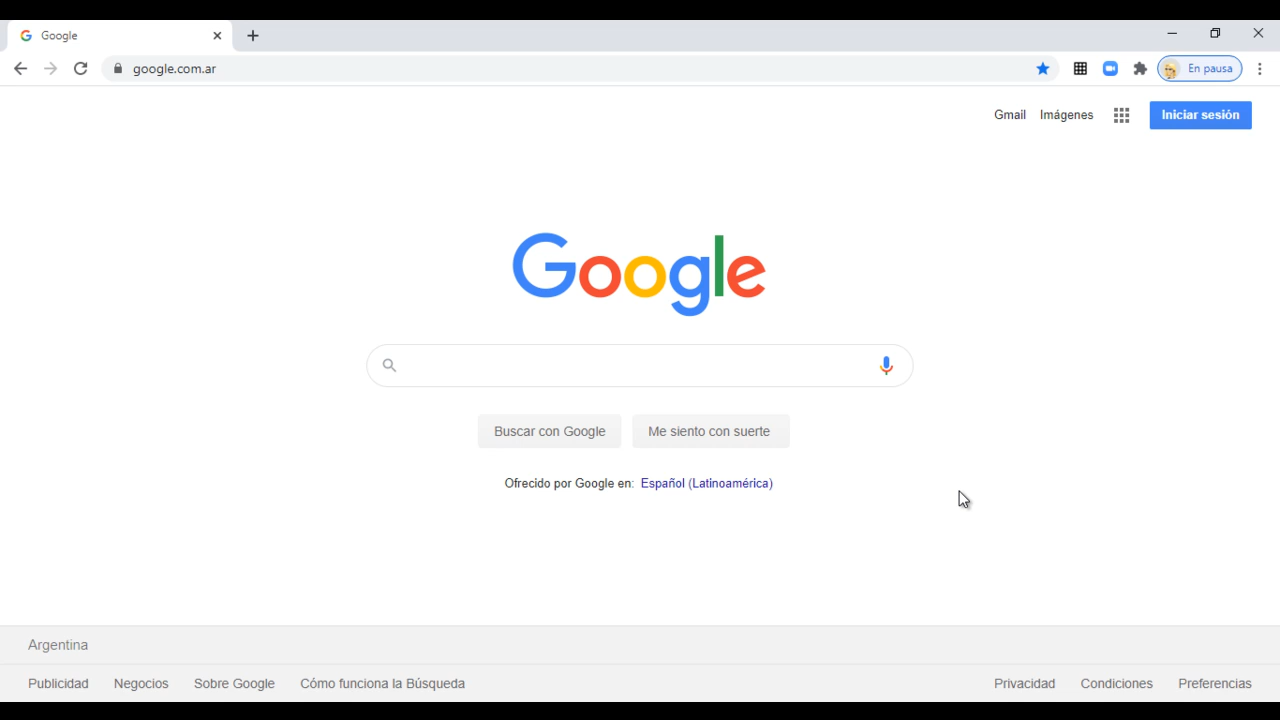 Google
google.com.ar
En pausa
Gmail Imágenes Iniciar sesión
Google
Buscar con Google Me siento con suerte
Ofrecido por Google en: Español (Latinoamérica)
Argentina
Publicidad Negocios Sobre Google Cómo funciona la Búsqueda Privacidad Condiciones Preferencias